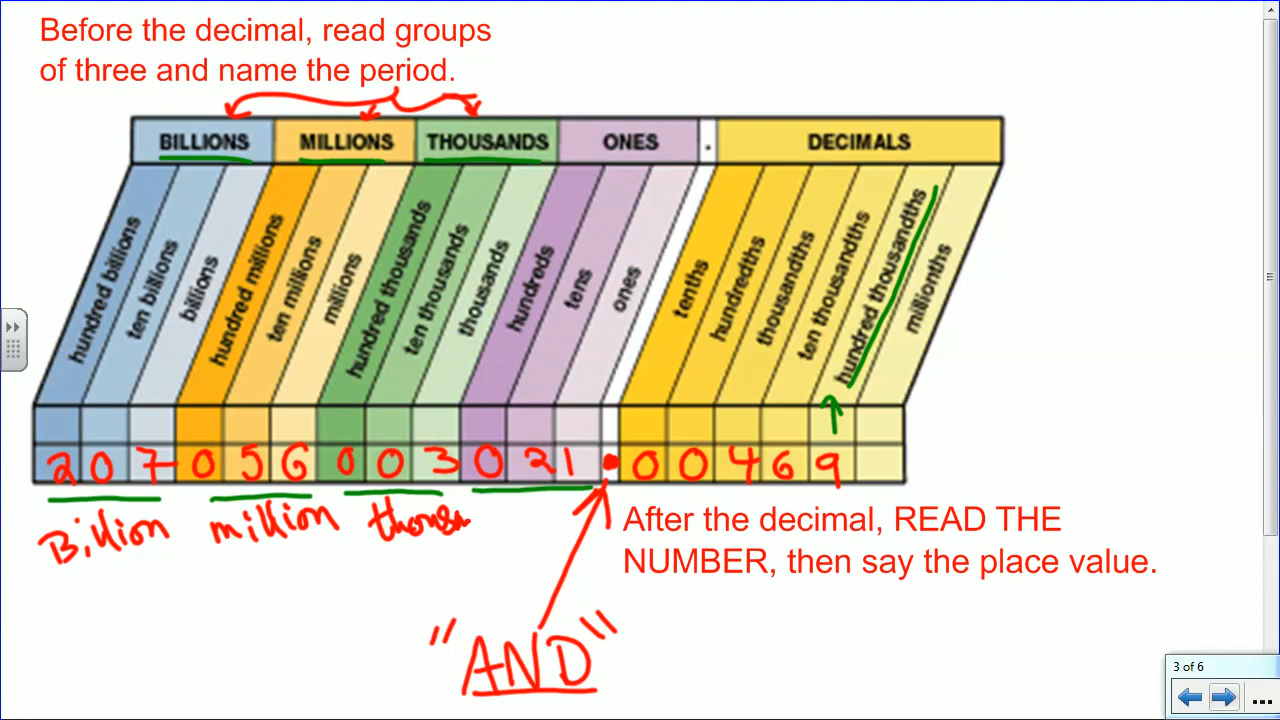 Before the decimal, read groups
of three and name the period.
BILLIONS MILLIONS THOUSANDS ONES . DECIMALS
hundred billions ten billions billions hundred millions ten millions millions hundred thousands ten thousands thousands hundreds tens ones tenths hundredths thousandths ten thousandths hundred thousandths millionths
2 0 7 0 5 6 0 0 3 0 2 1 . 0 0 4 6 9
Billion million thousa
After the decimal, READ THE
NUMBER, then say the place value.
"AND"
3 of 6
...